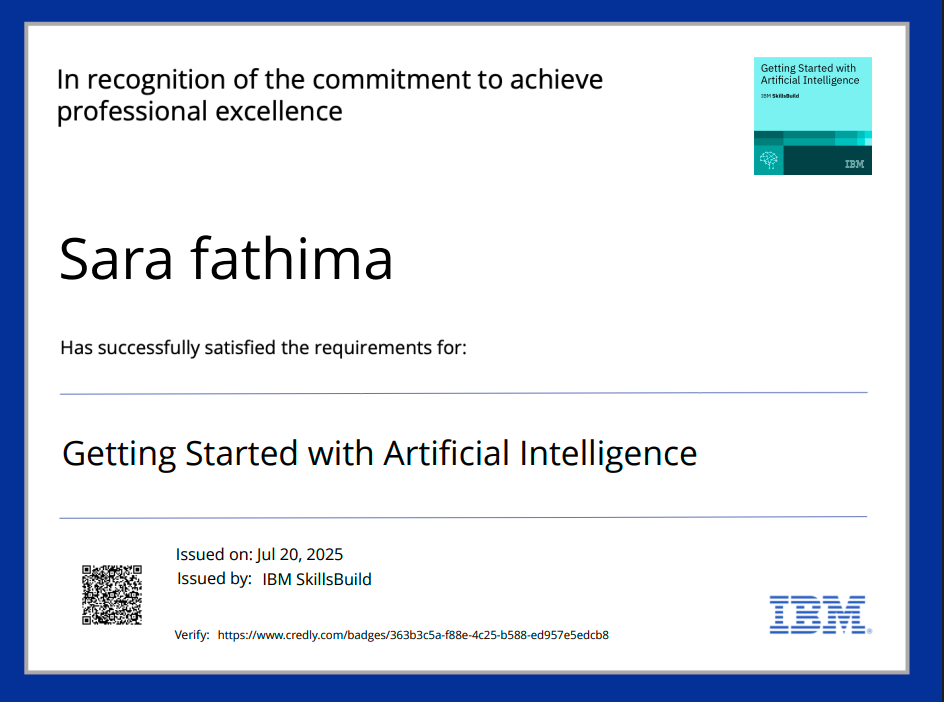 In recognition of the commitment to achieve
professional excellence
Getting Started with
Artificial Intelligence
IBM SkillsBuild
IBM
Sara fathima
Has successfully satisfied the requirements for:
Getting Started with Artificial Intelligence
Issued on: Jul 20, 2025
Issued by: IBM SkillsBuild
Verify: https://www.credly.com/badges/363b3c5a-f88e-4c25-b588-ed957e5edcb8
IBM®